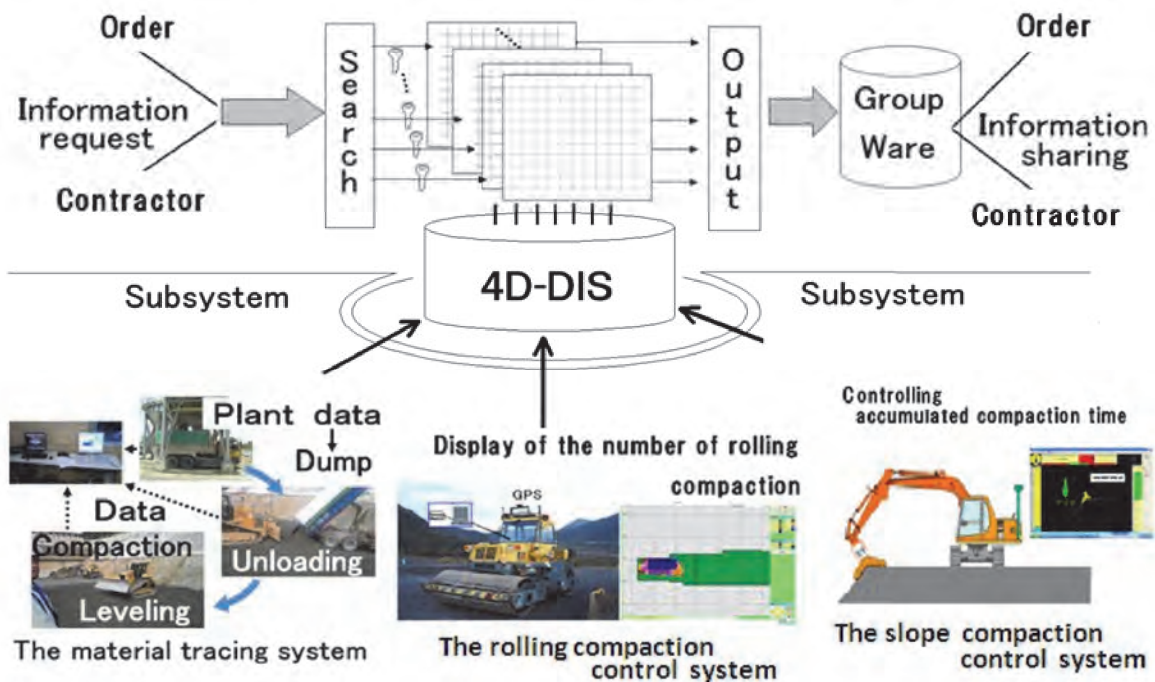 Order
Information
request
Contractor
Search
Output
Group
Ware
Order
Information
sharing
Contractor
Subsystem
4D-DIS
Subsystem
Plant data
Dump
Data
Compaction
Unloading
Leveling
The material tracing system
Display of the number of rolling
compaction
GPS
The rolling compaction
control system
Controlling
accumulated compaction time
The slope compaction
control system